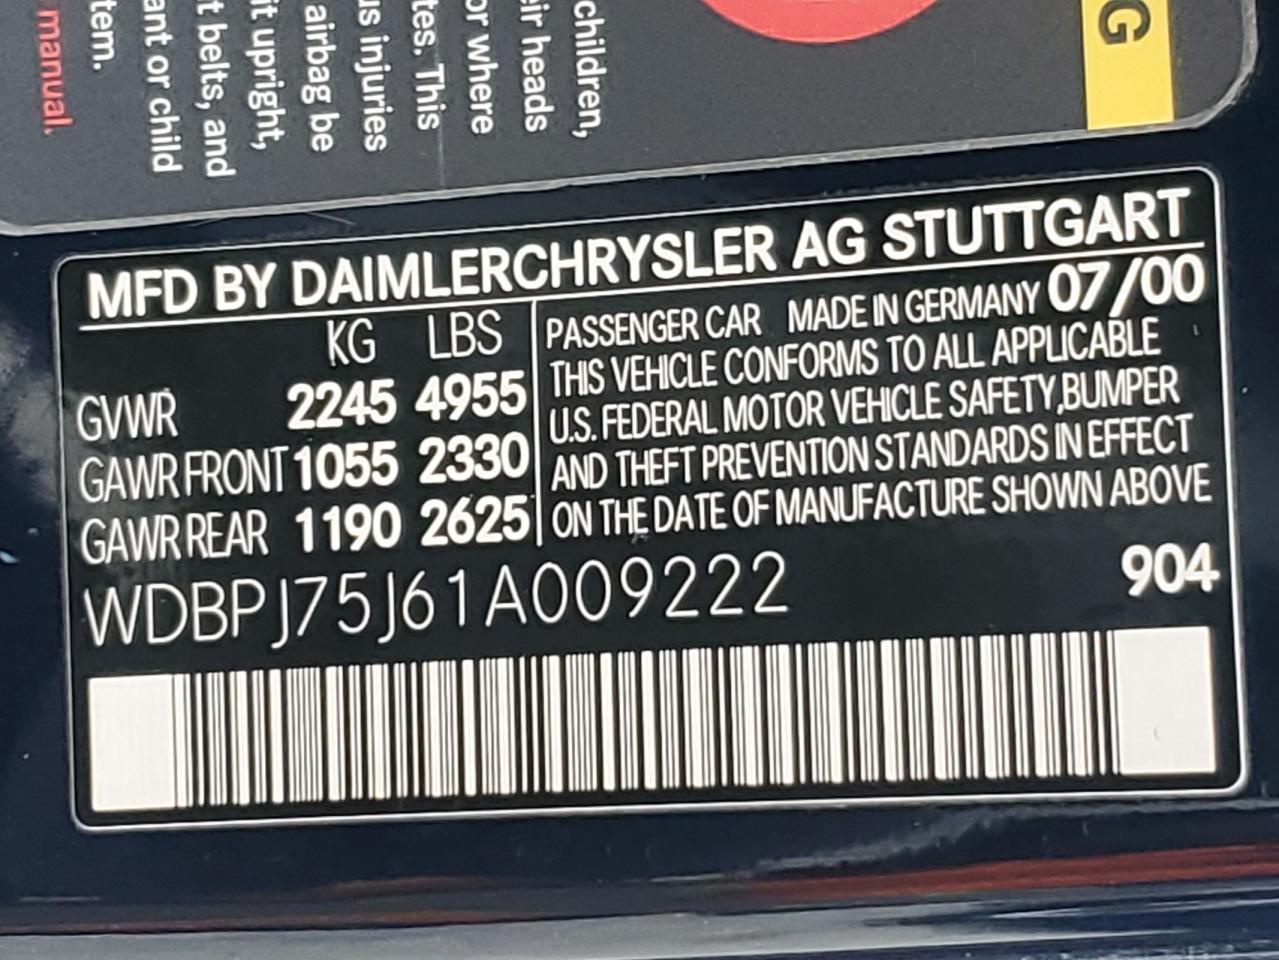 children,
eir heads
or where
tes. This
us injuries
airbag be
it upright,
t belts, and
ant or child
tem.
manual.
G
MFD BY DAIMLERCHRYSLER AG STUTTGART
KG LBS
GVWR 2245 4955
GAWR FRONT 1055 2330
GAWR REAR 1190 2625
PASSENGER CAR MADE IN GERMANY 07/00
THIS VEHICLE CONFORMS TO ALL APPLICABLE
U.S. FEDERAL MOTOR VEHICLE SAFETY,BUMPER
AND THEFT PREVENTION STANDARDS IN EFFECT
ON THE DATE OF MANUFACTURE SHOWN ABOVE
WDBPJ75J61A009222 904